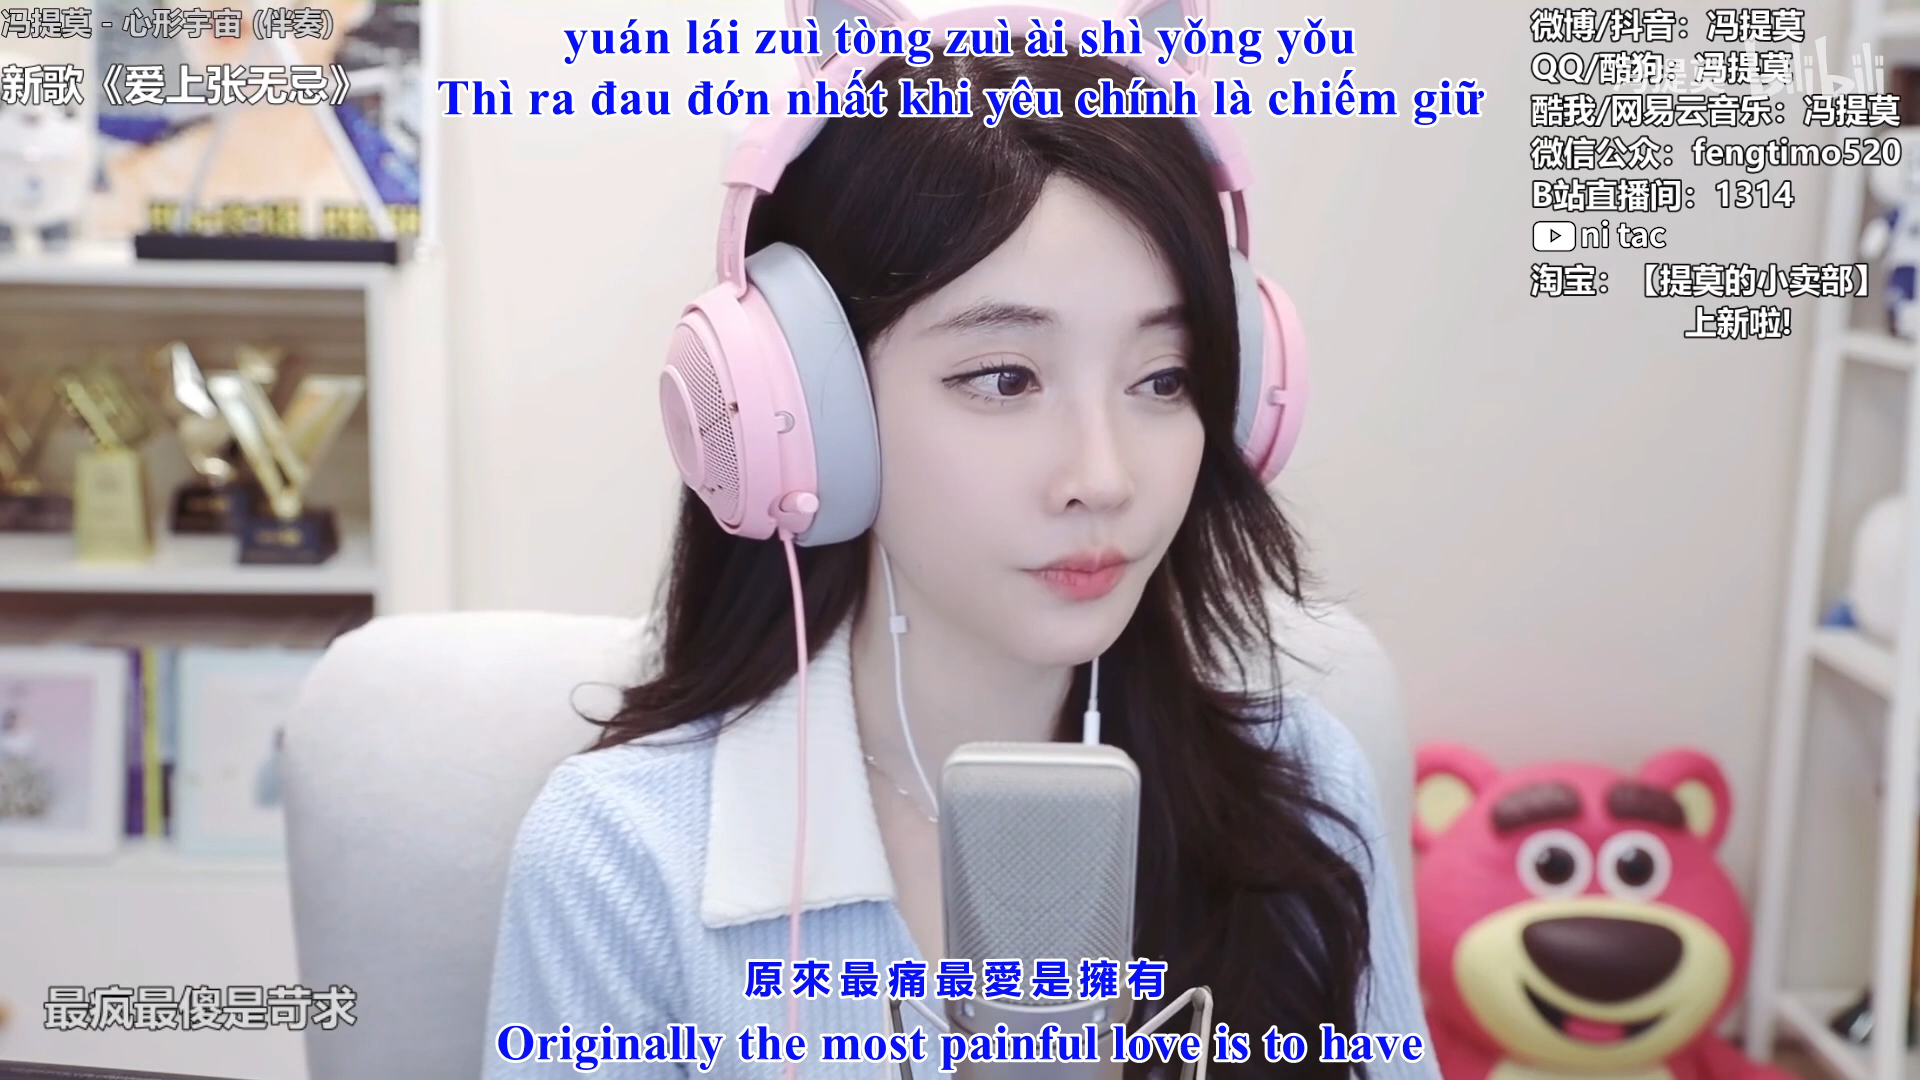 冯提莫 - 心形宇宙 (伴奏)
新歌《爱上张无忌》
yuán lái zuì tòng zuì ài shì yǒng yǒu
Thì ra đau đớn nhất khi yêu chính là chiếm giữ
微博/抖音：冯提莫
QQ/酷狗：冯提莫
冯提莫 bilibili
酷我/网易云音乐：冯提莫
微信公众：fengtimo520
B站直播间：1314
ni tac
淘宝：【提莫的小卖部】
上新啦!
原來最痛最愛是擁有
最疯最傻是苛求
Originally the most painful love is to have